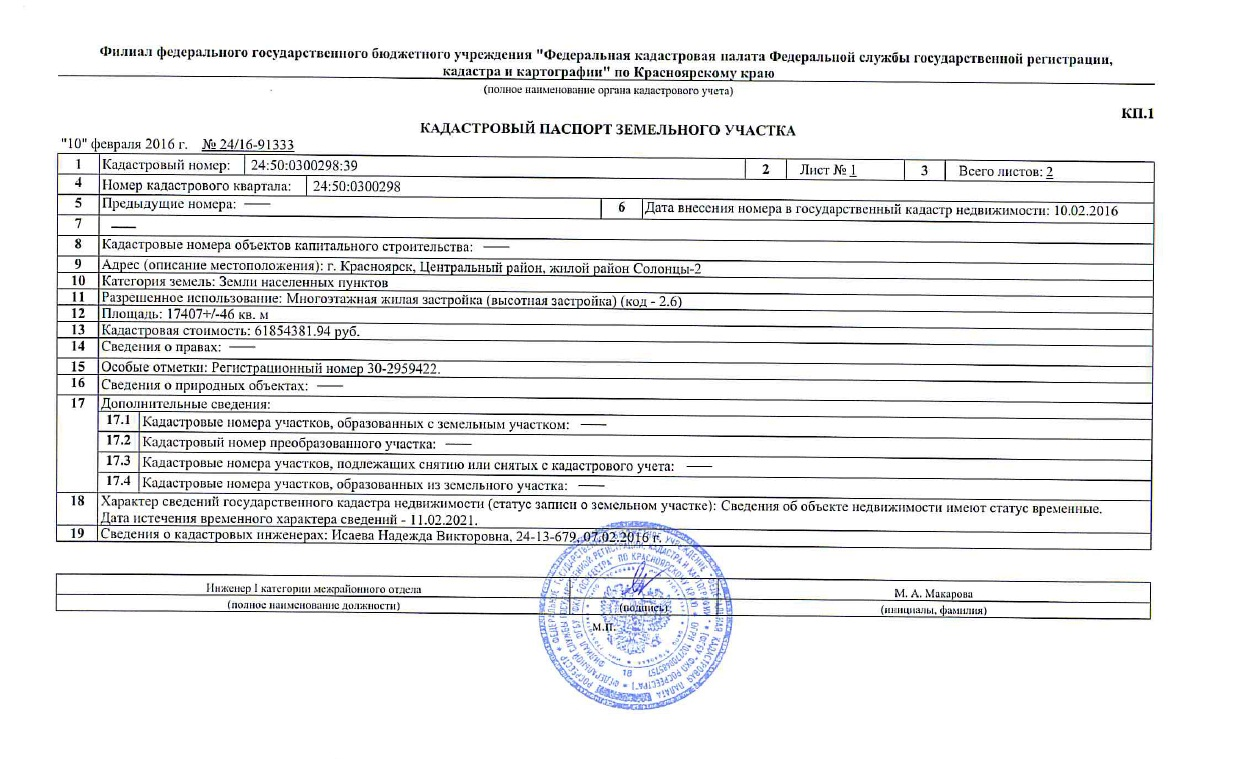 Филиал федерального государственного бюджетного учреждения "Федеральная кадастровая палата Федеральной службы государственной регистрации,
кадастра и картографии" по Красноярскому краю
(полное наименование органа кадастрового учета)
КП.1
КАДАСТРОВЫЙ ПАСПОРТ ЗЕМЕЛЬНОГО УЧАСТКА
"10" февраля 2016 г. № 24/16-91333
1 Кадастровый номер: 24:50:0300298:39 2 Лист № 1 3 Всего листов: 2
4 Номер кадастрового квартала: 24:50:0300298
5 Предыдущие номера: —— 6 Дата внесения номера в государственный кадастр недвижимости: 10.02.2016
7 ——
8 Кадастровые номера объектов капитального строительства: ——
9 Адрес (описание местоположения): г. Красноярск, Центральный район, жилой район Солонцы-2
10 Категория земель: Земли населенных пунктов
11 Разрешенное использование: Многоэтажная жилая застройка (высотная застройка) (код - 2.6)
12 Площадь: 17407+/-46 кв. м
13 Кадастровая стоимость: 61854381.94 руб.
14 Сведения о правах: ——
15 Особые отметки: Регистрационный номер 30-2959422.
16 Сведения о природных объектах: ——
17 Дополнительные сведения:
17.1 Кадастровые номера участков, образованных с земельным участком: ——
17.2 Кадастровый номер преобразованного участка: ——
17.3 Кадастровые номера участков, подлежащих снятию или снятых с кадастрового учета: ——
17.4 Кадастровые номера участков, образованных из земельного участка: ——
18 Характер сведений государственного кадастра недвижимости (статус записи о земельном участке): Сведения об объекте недвижимости имеют статус временные.
Дата истечения временного характера сведений - 11.02.2021.
19 Сведения о кадастровых инженерах: Исаева Надежда Викторовна, 24-13-679, 07.02.2016 г.
Инженер I категории межрайонного отдела М. А. Макарова
(полное наименование должности) (подпись) (инициалы, фамилия)
М.П.